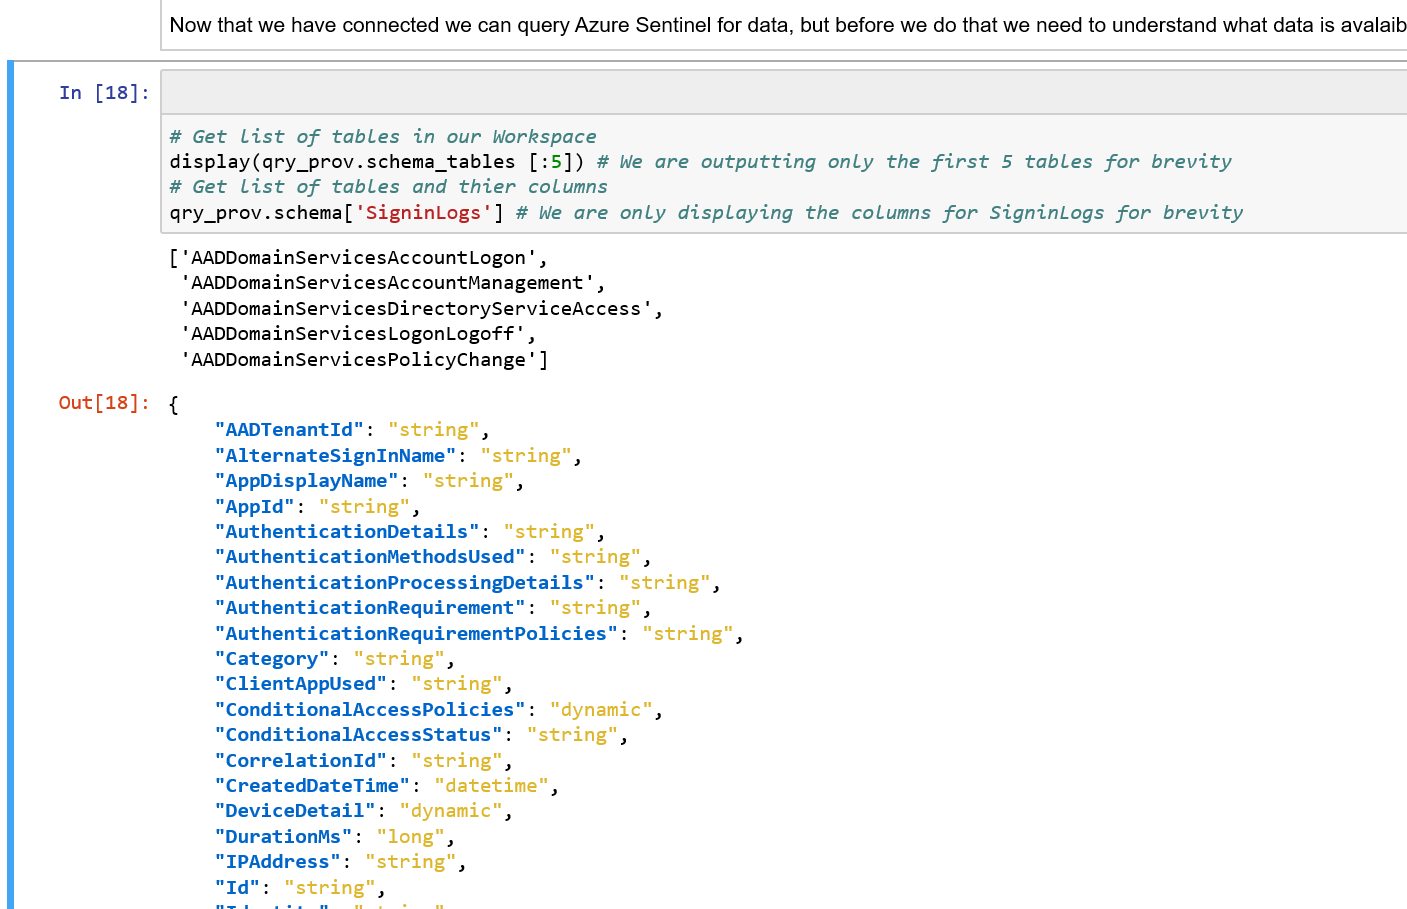 Now that we have connected we can query Azure Sentinel for data, but before we do that we need to understand what data is avalaib
In [18]:
# Get list of tables in our Workspace
display(qry_prov.schema_tables [:5]) # We are outputting only the first 5 tables for brevity
# Get list of tables and thier columns
qry_prov.schema['SigninLogs'] # We are only displaying the columns for SigninLogs for brevity
['AADDomainServicesAccountLogon',
 'AADDomainServicesAccountManagement',
 'AADDomainServicesDirectoryServiceAccess',
 'AADDomainServicesLogonLogoff',
 'AADDomainServicesPolicyChange']
Out[18]: {
    "AADTenantId": "string",
    "AlternateSignInName": "string",
    "AppDisplayName": "string",
    "AppId": "string",
    "AuthenticationDetails": "string",
    "AuthenticationMethodsUsed": "string",
    "AuthenticationProcessingDetails": "string",
    "AuthenticationRequirement": "string",
    "AuthenticationRequirementPolicies": "string",
    "Category": "string",
    "ClientAppUsed": "string",
    "ConditionalAccessPolicies": "dynamic",
    "ConditionalAccessStatus": "string",
    "CorrelationId": "string",
    "CreatedDateTime": "datetime",
    "DeviceDetail": "dynamic",
    "DurationMs": "long",
    "IPAddress": "string",
    "Id": "string",